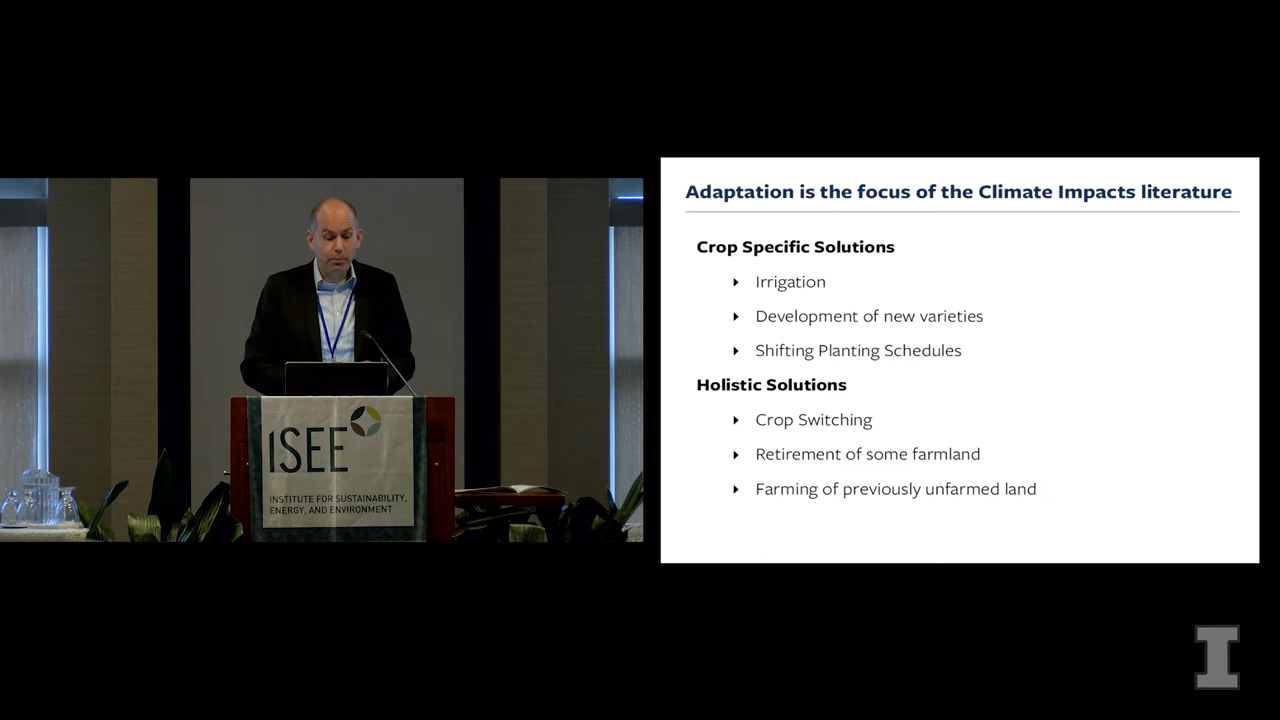 ISEE
INSTITUTE FOR SUSTAINABILITY,
ENERGY, AND ENVIRONMENT
Adaptation is the focus of the Climate Impacts literature
Crop Specific Solutions
Irrigation
Development of new varieties
Shifting Planting Schedules
Holistic Solutions
Crop Switching
Retirement of some farmland
Farming of previously unfarmed land
I